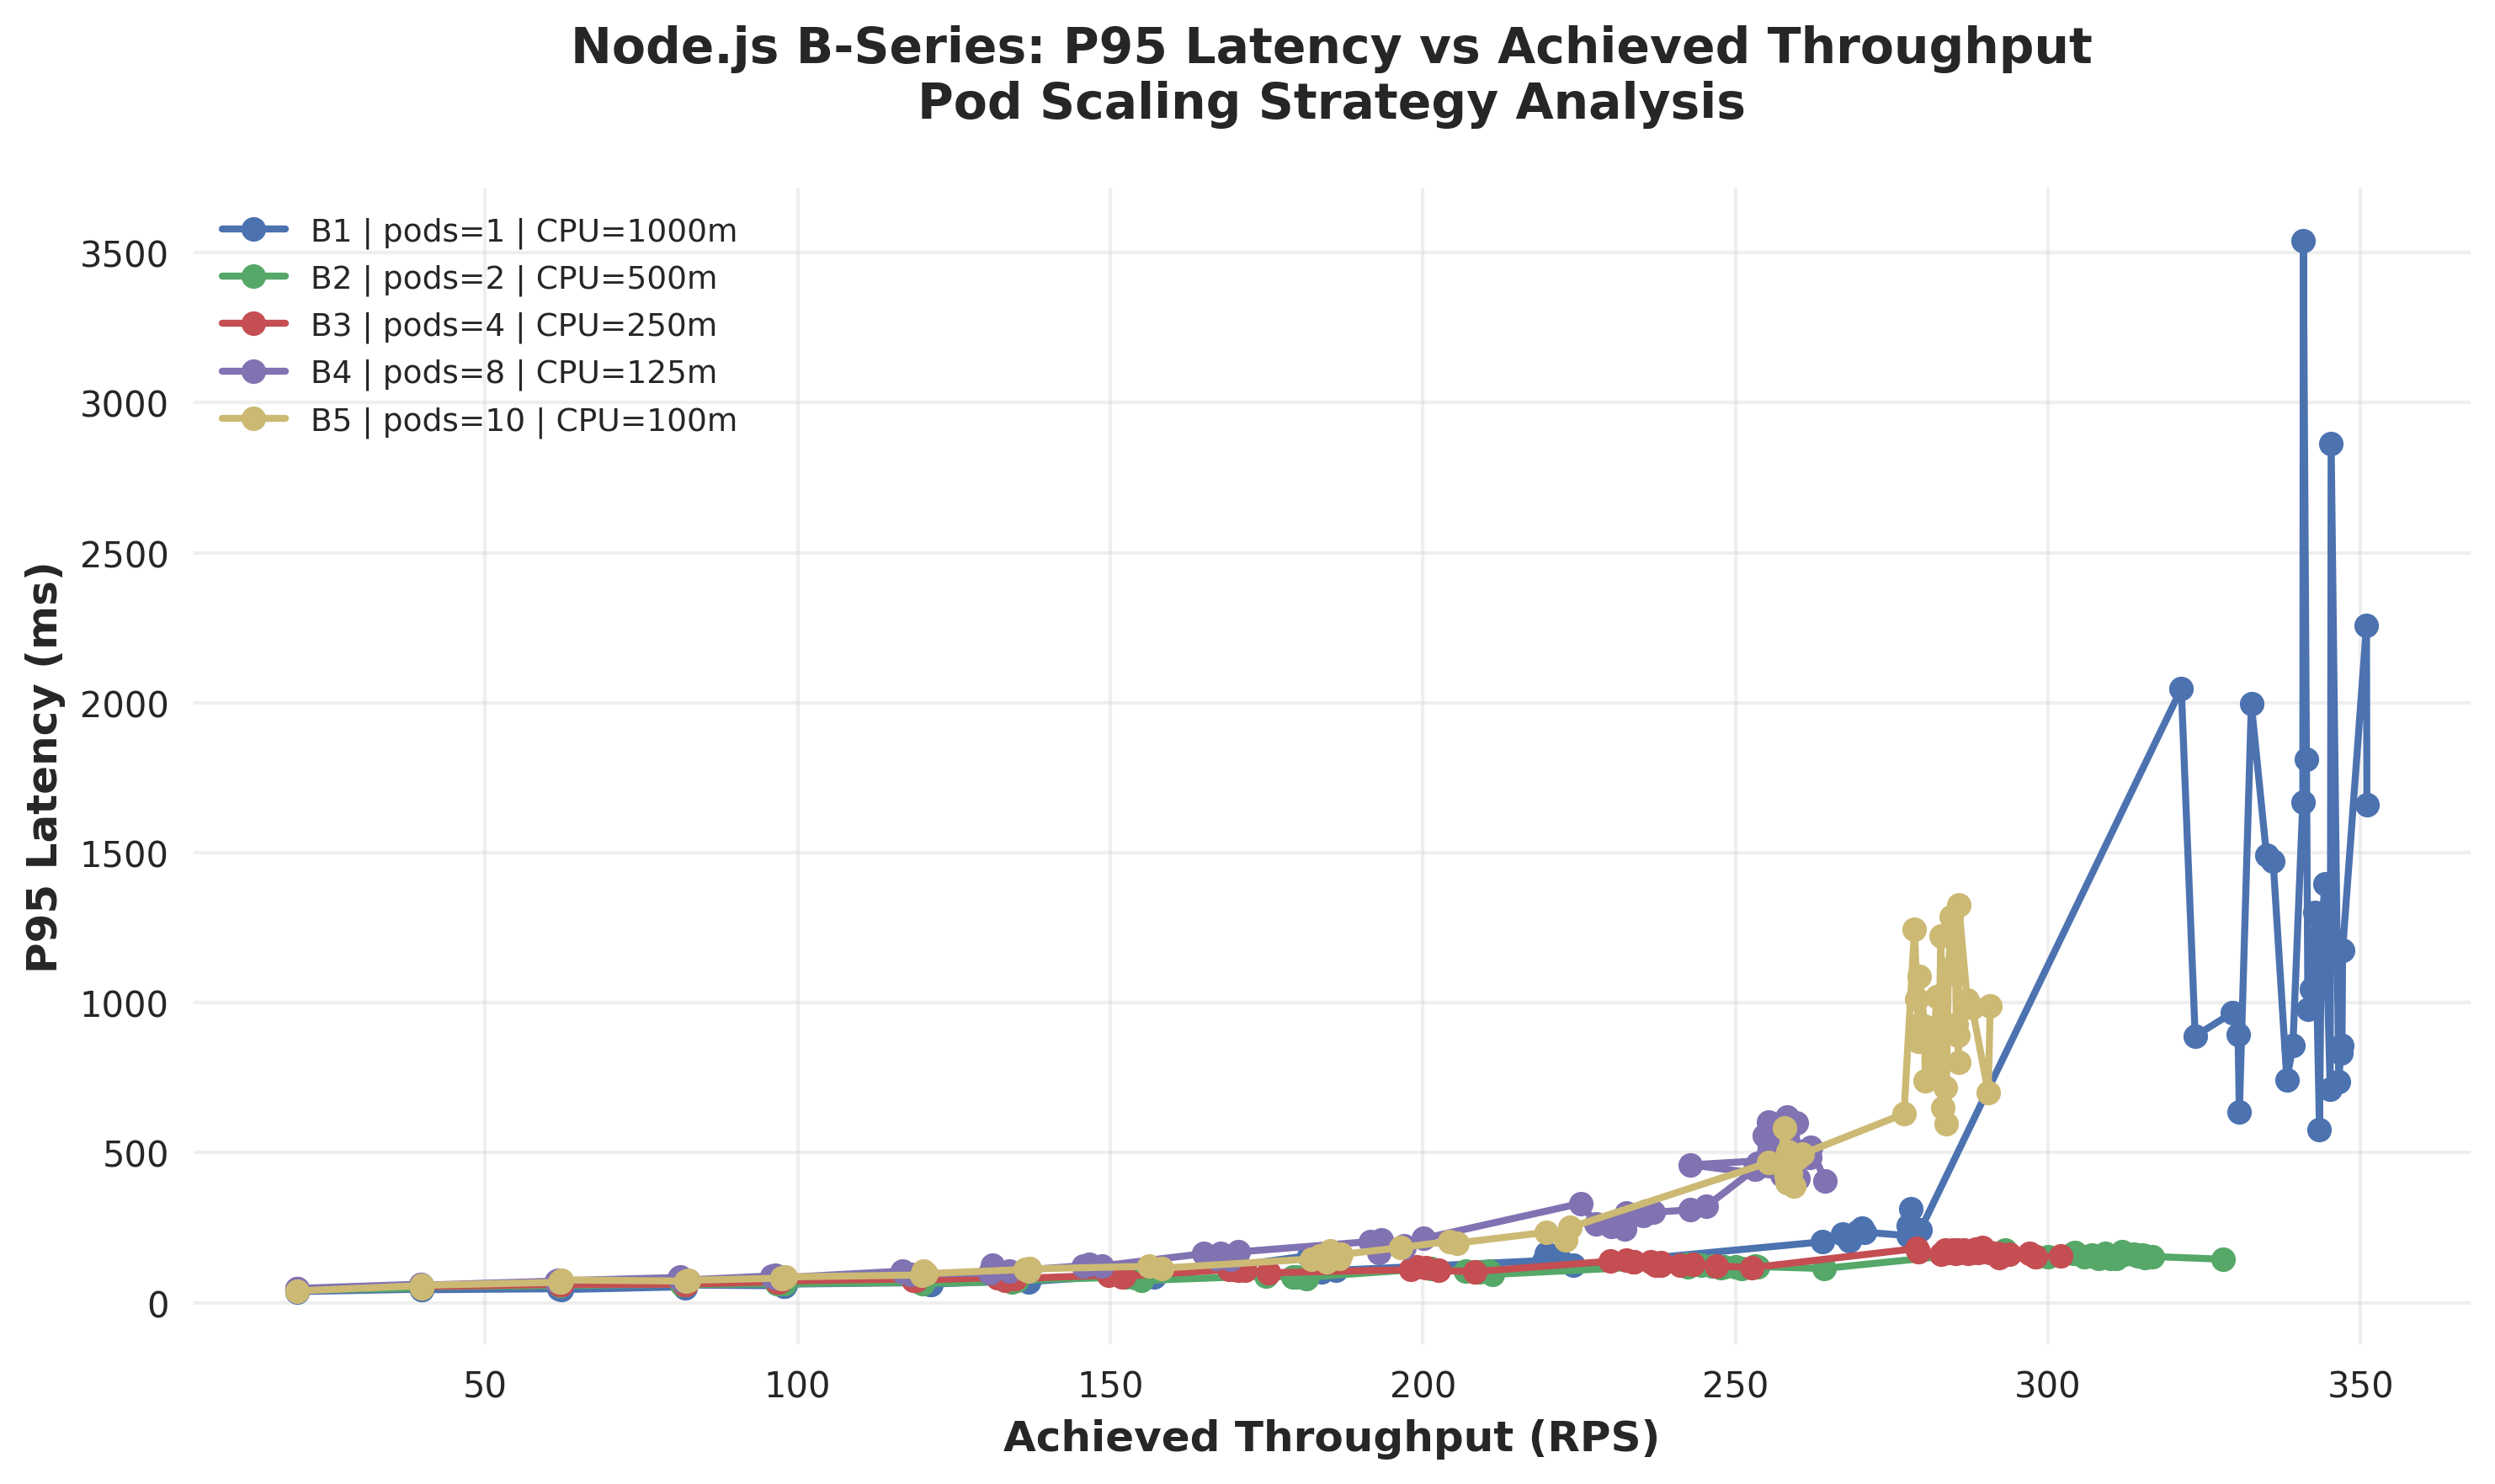 Node.js B-Series: P95 Latency vs Achieved Throughput
Pod Scaling Strategy Analysis
B1 | pods=1 | CPU=1000m
B2 | pods=2 | CPU=500m
B3 | pods=4 | CPU=250m
B4 | pods=8 | CPU=125m
B5 | pods=10 | CPU=100m
P95 Latency (ms)
3500
3000
2500
2000
1500
1000
500
0
50
100
150
200
250
300
350
Achieved Throughput (RPS)